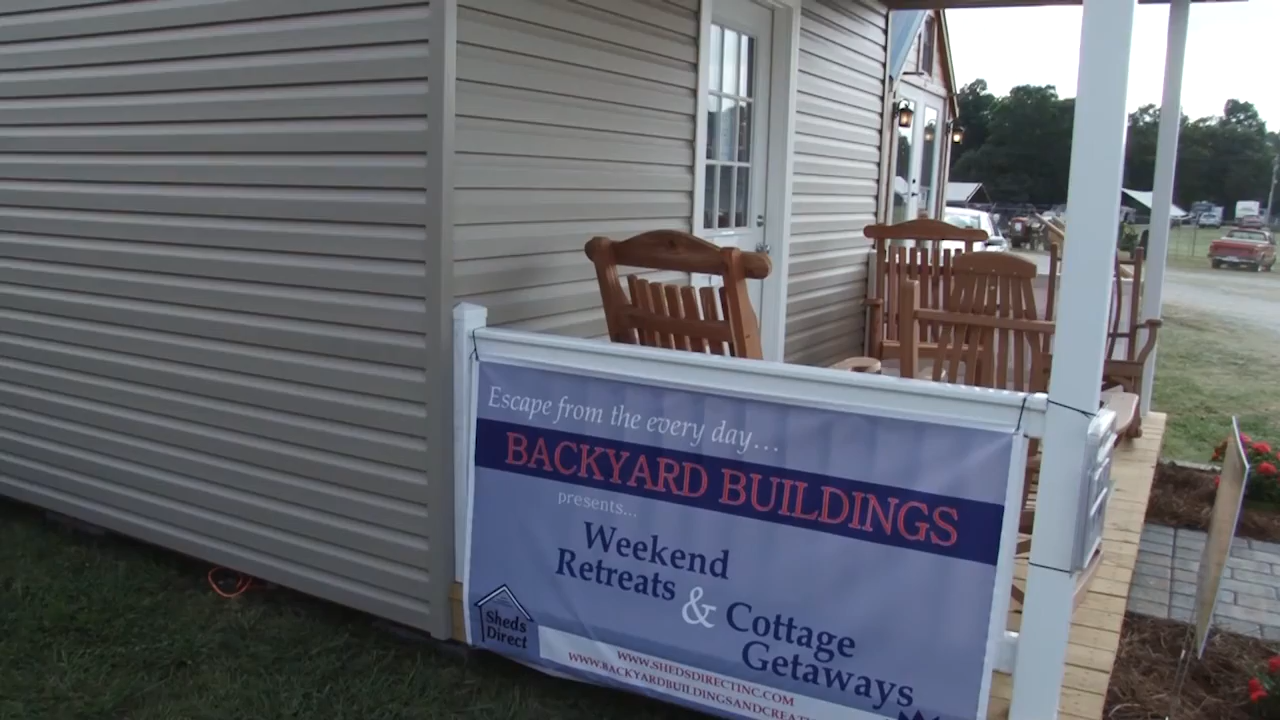 Escape from the every day...
BACKYARD BUILDINGS
presents...
Weekend
Retreats
&
Cottage
Getaways
Sheds
Direct
WWW.SHEDSDIRECTINC.COM